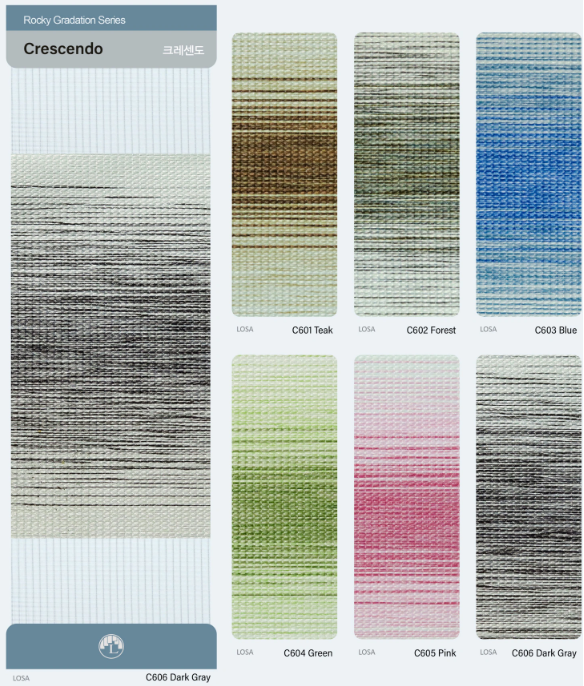 Rocky Gradation Series
Crescendo 크레센도
LOSA C601 Teak
LOSA C602 Forest
LOSA C603 Blue
LOSA C604 Green
LOSA C605 Pink
LOSA C606 Dark Gray
L
LOSA C606 Dark Gray